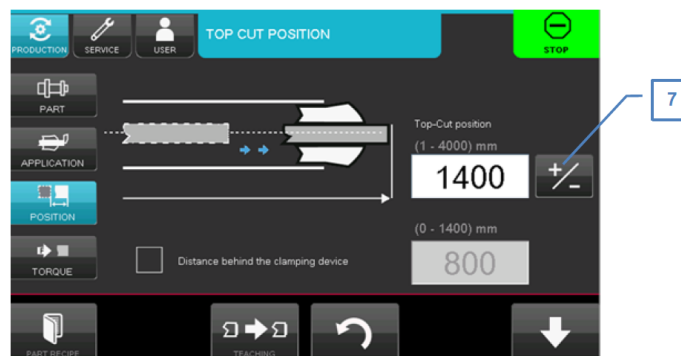 PRODUCTION
SERVICE
USER
TOP CUT POSITION
STOP
PART
APPLICATION
POSITION
TORQUE
Top-Cut position
(1 - 4000) mm
1400
+/-
7
(0 - 1400) mm
800
Distance behind the clamping device
PART RECIPE
TEACHING